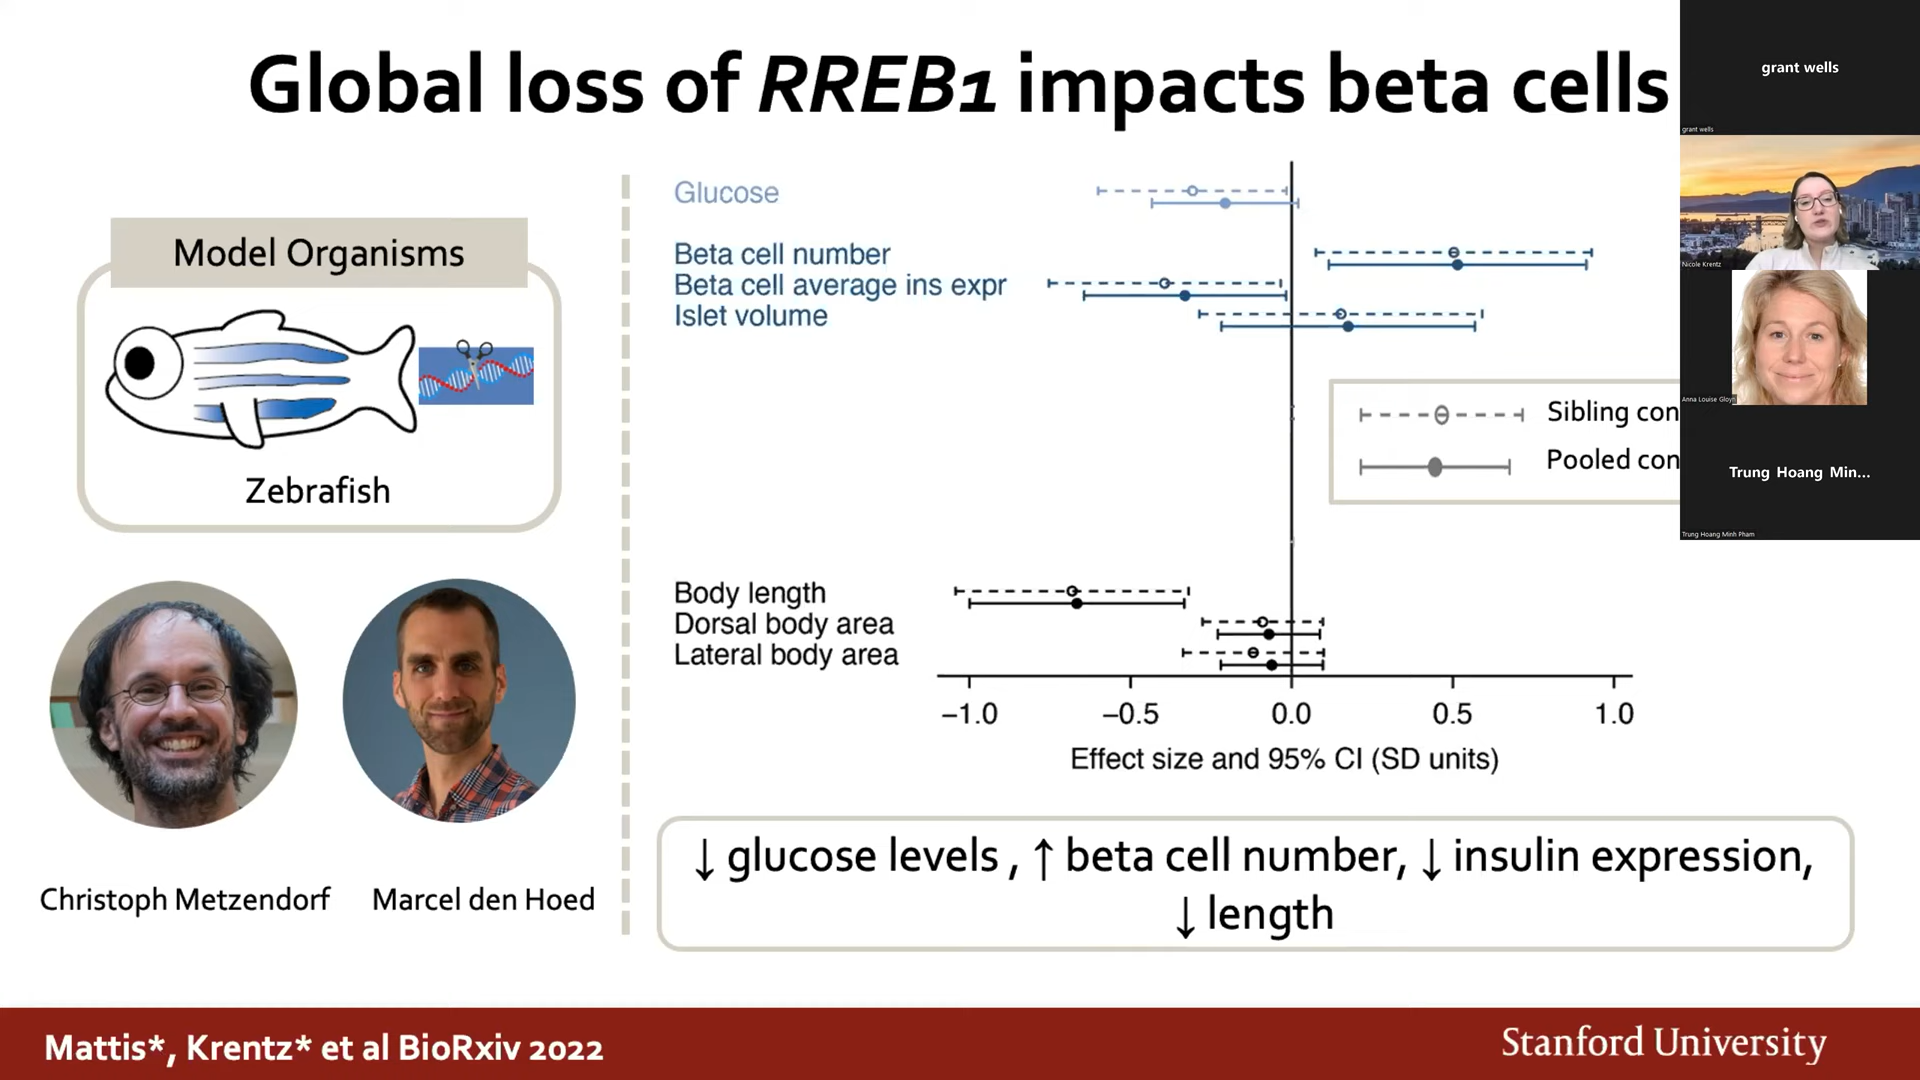 Global loss of RREB1 impacts beta cells
Model Organisms
Zebrafish
Christoph Metzendorf
Marcel den Hoed
Glucose
Beta cell number
Beta cell average ins expr
Islet volume
Sibling con
Pooled con
Body length
Dorsal body area
Lateral body area
−1.0 −0.5 0.0 0.5 1.0
Effect size and 95% CI (SD units)
↓ glucose levels , ↑ beta cell number, ↓ insulin expression,
↓ length
Mattis*, Krentz* et al BioRxiv 2022
Stanford University
grant wells
grant wells
Nicole Krentz
Anna Louise Gloyn
Trung Hoang Min...
Trung Hoang Minh Pham